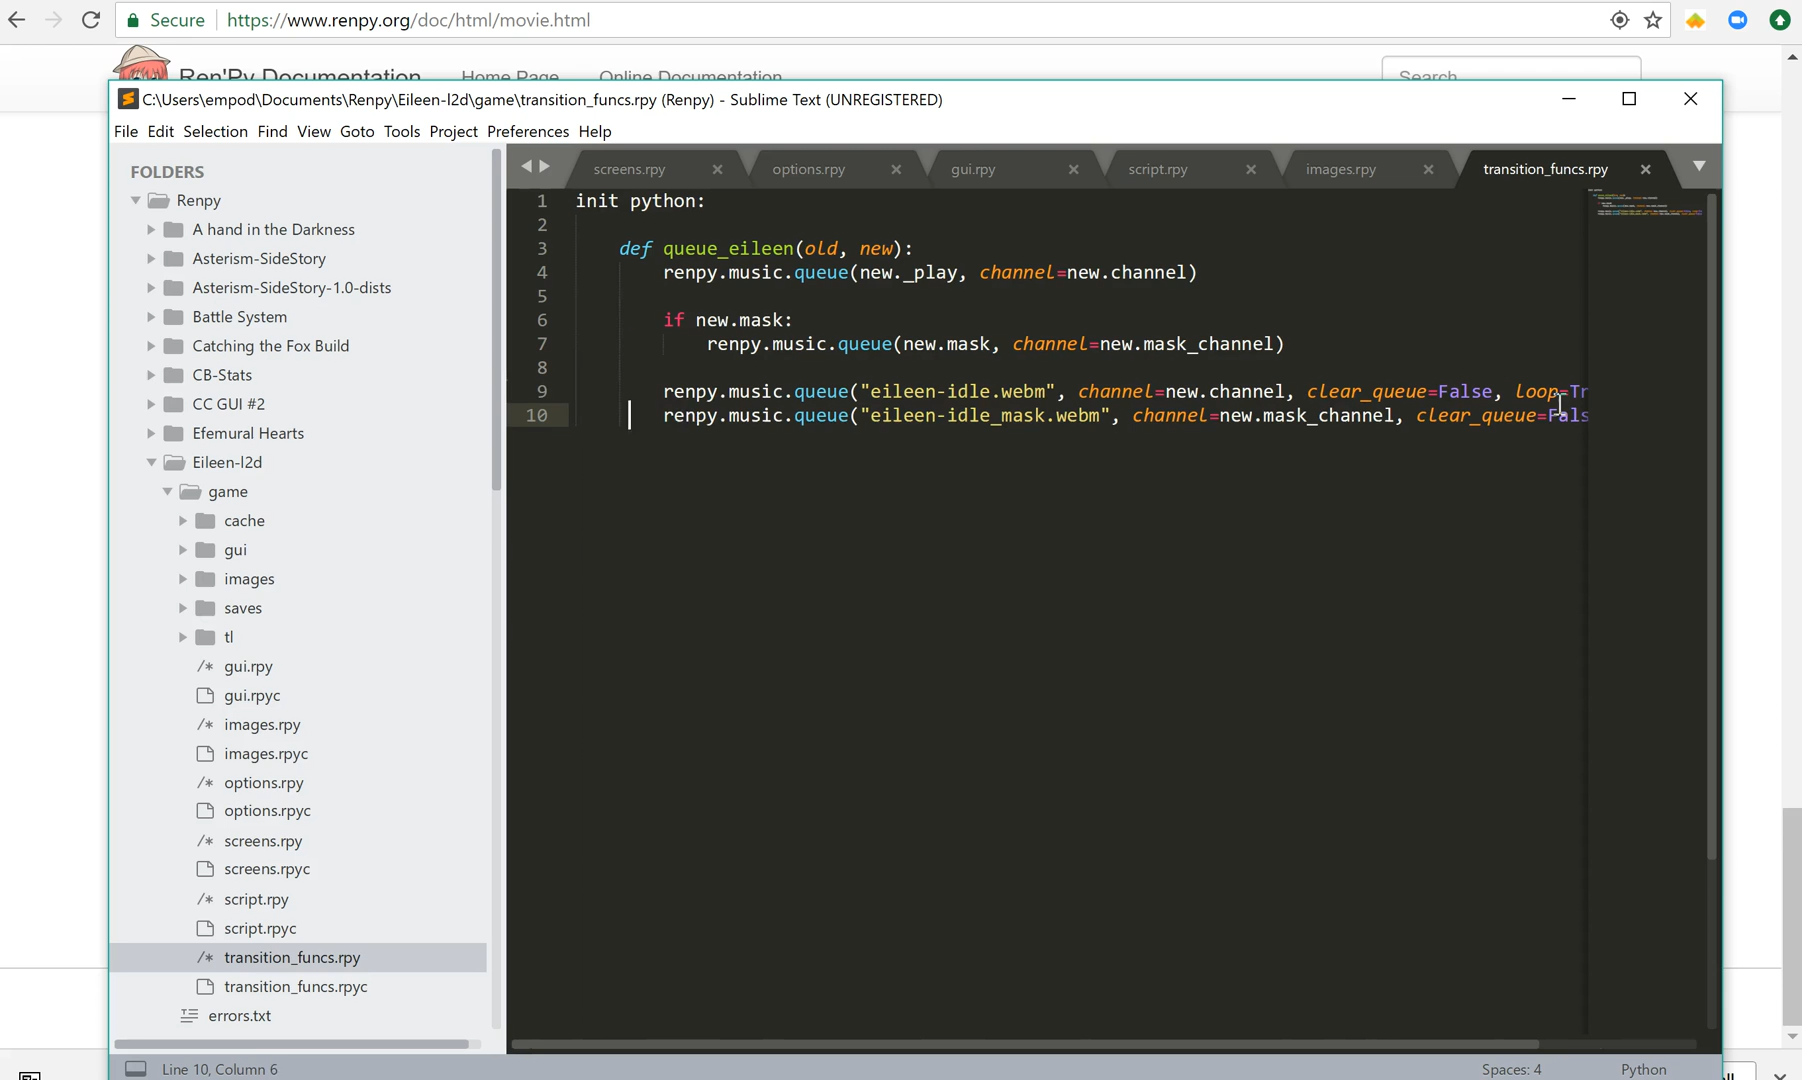 Secure https://www.renpy.org/doc/html/movie.html
Ren'Py Documentation Home Page Online Documentation Search
C:\Users\empod\Documents\Renpy\Eileen-l2d\game\transition_funcs.rpy (Renpy) - Sublime Text (UNREGISTERED)
File Edit Selection Find View Goto Tools Project Preferences Help
FOLDERS
Renpy
A hand in the Darkness
Asterism-SideStory
Asterism-SideStory-1.0-dists
Battle System
Catching the Fox Build
CB-Stats
CC GUI #2
Efemural Hearts
Eileen-l2d
game
cache
gui
images
saves
tl
/* gui.rpy
gui.rpyc
/* images.rpy
images.rpyc
/* options.rpy
options.rpyc
/* screens.rpy
screens.rpyc
/* script.rpy
script.rpyc
/* transition_funcs.rpy
transition_funcs.rpyc
errors.txt
screens.rpy options.rpy gui.rpy script.rpy images.rpy transition_funcs.rpy
1 init python:
2
3 def queue_eileen(old, new):
4 renpy.music.queue(new._play, channel=new.channel)
5
6 if new.mask:
7 renpy.music.queue(new.mask, channel=new.mask_channel)
8
9 renpy.music.queue("eileen-idle.webm", channel=new.channel, clear_queue=False, loop=Tr
10 renpy.music.queue("eileen-idle_mask.webm", channel=new.mask_channel, clear_queue=Fals
Line 10, Column 6 Spaces: 4 Python